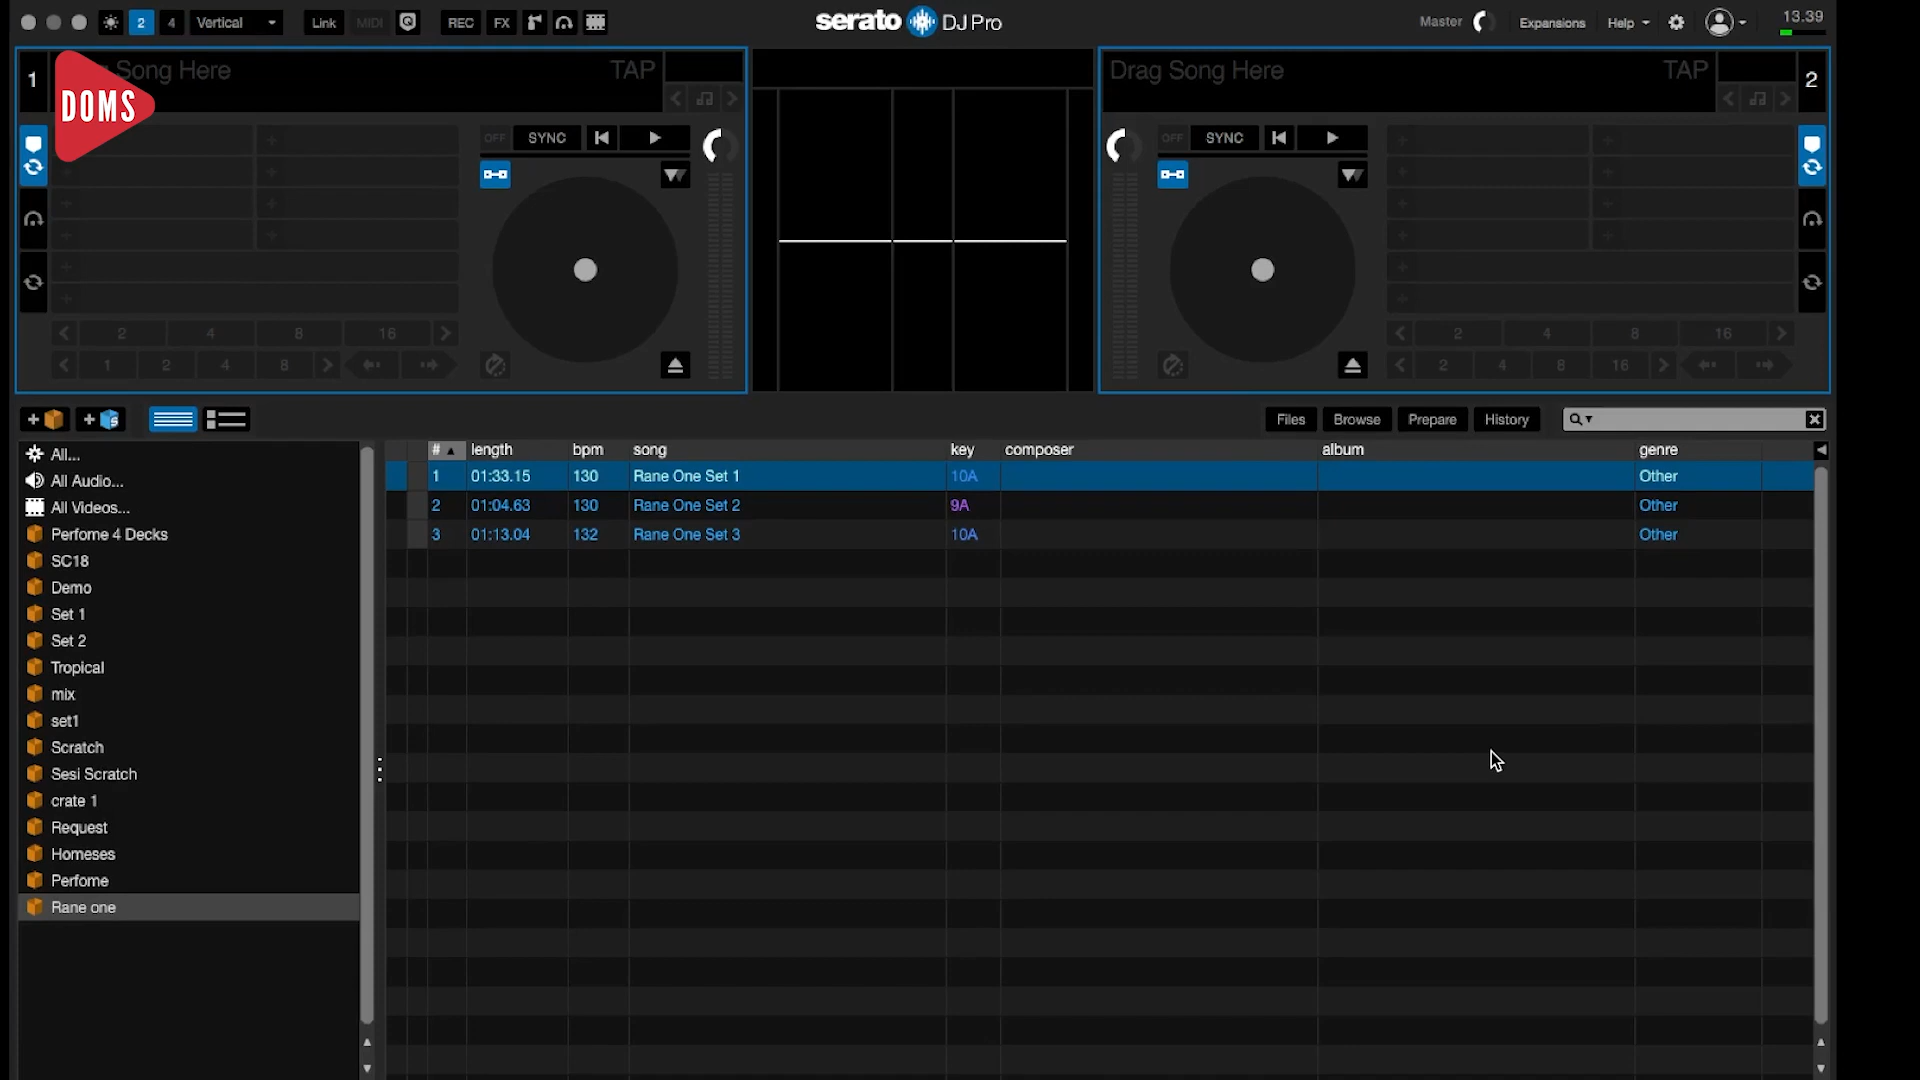 2 4 Vertical Link MIDI REC FX serato DJ Pro Master Expansions Help 13.39
1 Song Here TAP Drag Song Here TAP 2
DOMS
OFF SYNC OFF SYNC
2 4 8 16 2 4 8 16
1 2 4 8 2 4 8 16
Files Browse Prepare History
# length bpm song key composer album genre
1 01:33.15 130 Rane One Set 1 10A Other
2 01:04.63 130 Rane One Set 2 9A Other
3 01:13.04 132 Rane One Set 3 10A Other
All...
All Audio...
All Videos...
Perfome 4 Decks
SC18
Demo
Set 1
Set 2
Tropical
mix
set1
Scratch
Sesi Scratch
crate 1
Request
Homeses
Perfome
Rane one